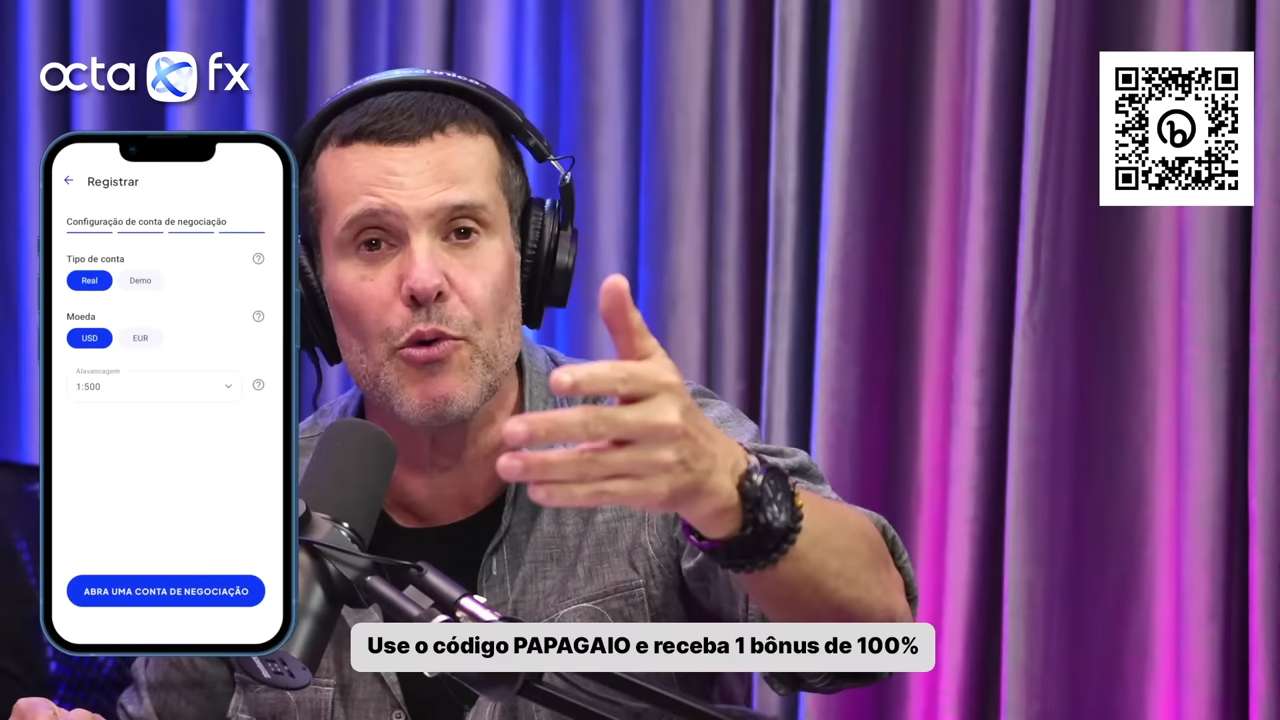 octa fx
Registrar
Configuração de conta de negociação
Tipo de conta
Real
Demo
Moeda
USD
EUR
Alavancagem
1:500
ABRA UMA CONTA DE NEGOCIAÇÃO
Use o código PAPAGAIO e receba 1 bônus de 100%